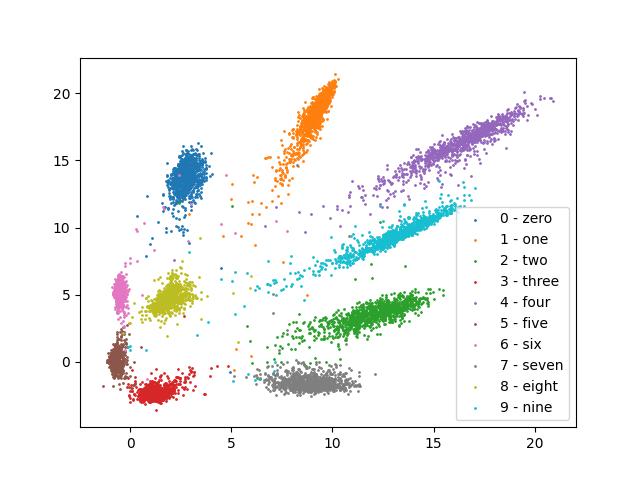 20
15
10
5
0
0
5
10
15
20
0 - zero
1 - one
2 - two
3 - three
4 - four
5 - five
6 - six
7 - seven
8 - eight
9 - nine